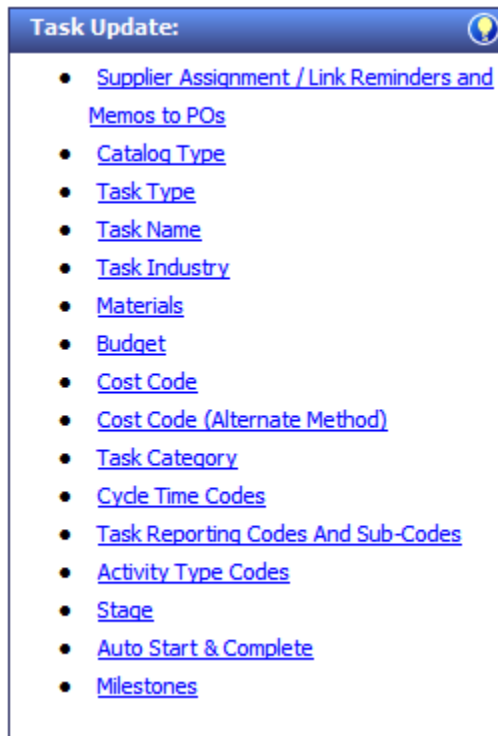 Task Update:
Supplier Assignment / Link Reminders and
Memos to POs
Catalog Type
Task Type
Task Name
Task Industry
Materials
Budget
Cost Code
Cost Code (Alternate Method)
Task Category
Cycle Time Codes
Task Reporting Codes And Sub-Codes
Activity Type Codes
Stage
Auto Start & Complete
Milestones